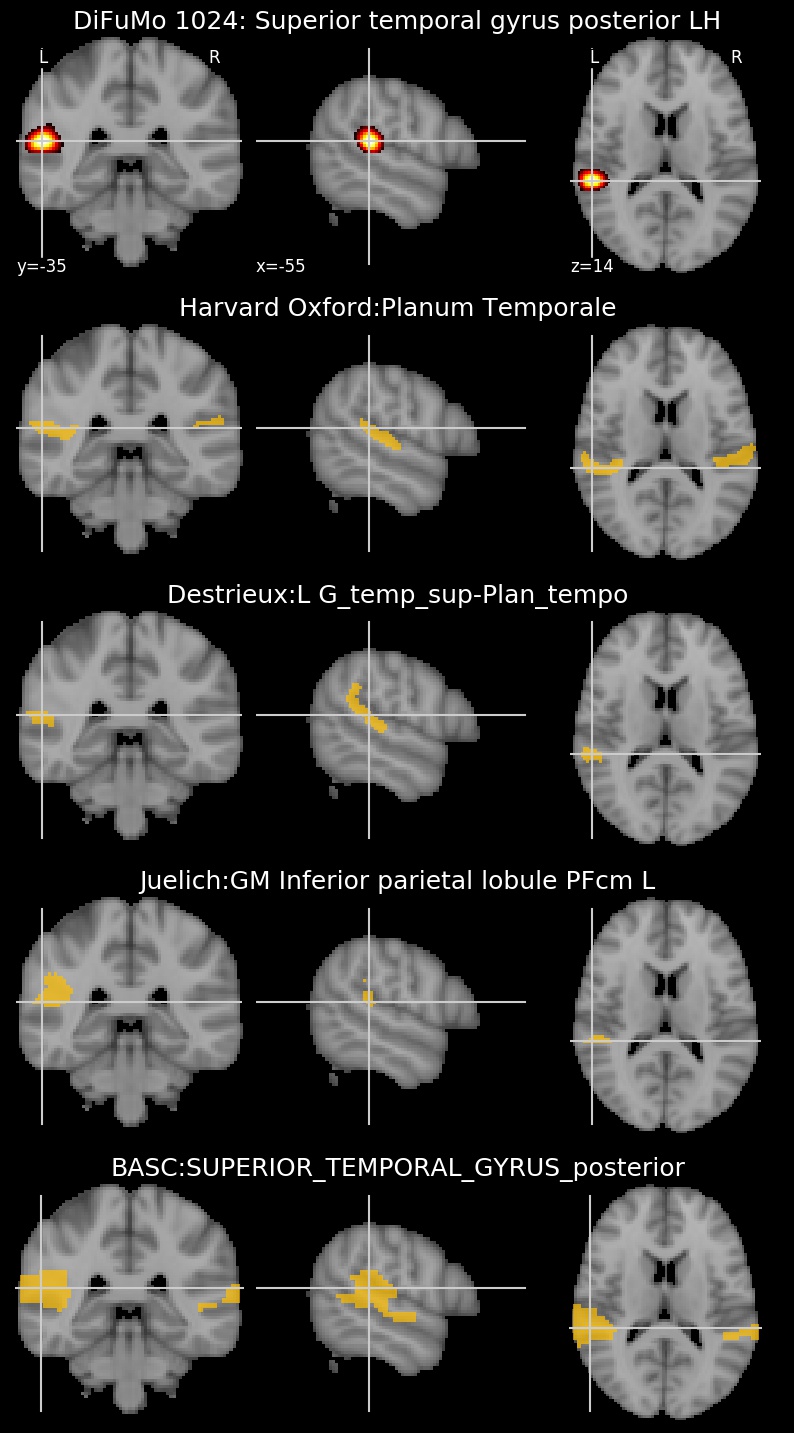 DiFuMo 1024: Superior temporal gyrus posterior LH
L R L R
y=-35 x=-55 z=14
Harvard Oxford:Planum Temporale
Destrieux:L G_temp_sup-Plan_tempo
Juelich:GM Inferior parietal lobule PFcm L
BASC:SUPERIOR_TEMPORAL_GYRUS_posterior